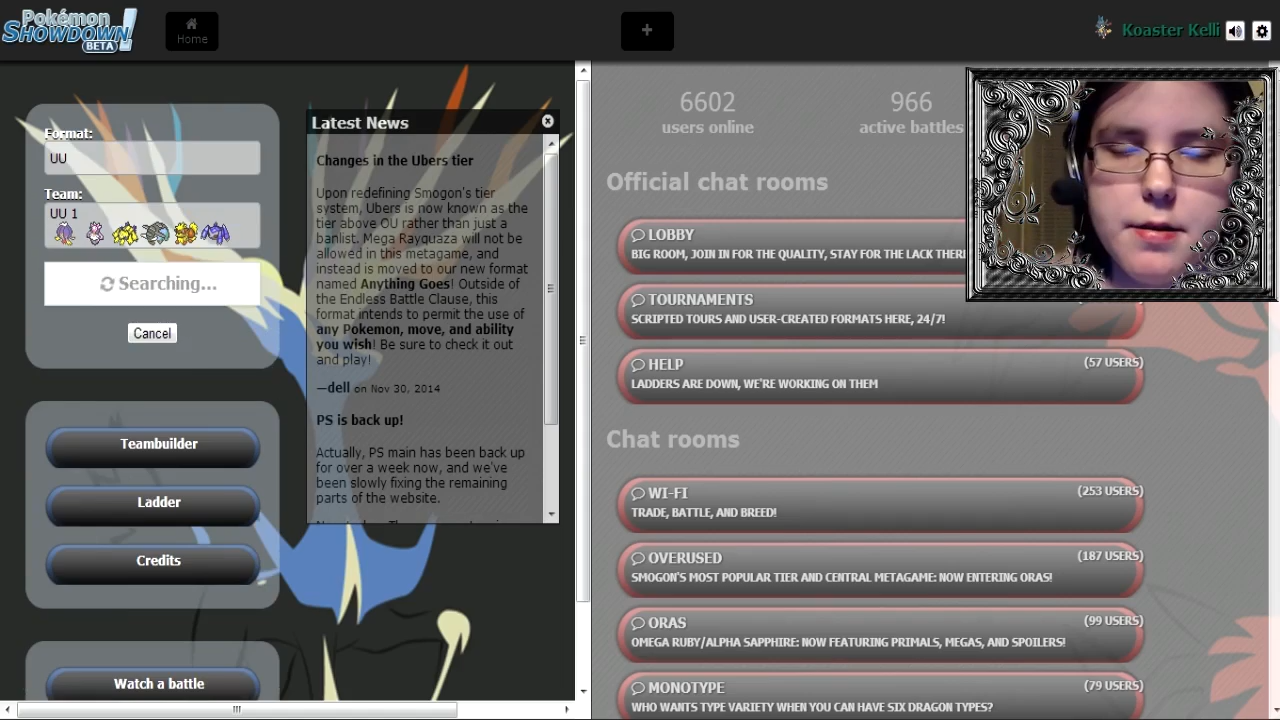 Pokémon
SHOWDOWN!
BETA
Home
+
Koaster Kelli
Format:
UU
Team:
UU 1
Searching...
Cancel
Teambuilder
Ladder
Credits
Watch a battle
Latest News
Changes in the Ubers tier
Upon redefining Smogon's tier
system, Ubers is now known as the
tier above OU rather than just a
banlist. Mega Rayquaza will not be
allowed in this metagame, and
instead is moved to our new format
named Anything Goes! Outside of
the Endless Battle Clause, this
format intends to permit the use of
any Pokemon, move, and ability
you wish! Be sure to check it out
and play!
—dell on Nov 30, 2014
PS is back up!
Actually, PS main has been back up
for over a week now, and we've
been slowly fixing the remaining
parts of the website.
6602
users online
966
active battles
Official chat rooms
LOBBY
BIG ROOM, JOIN IN FOR THE QUALITY, STAY FOR THE LACK
TOURNAMENTS
SCRIPTED TOURS AND USER-CREATED FORMATS HERE, 24/7!
HELP (57 USERS)
LADDERS ARE DOWN, WE'RE WORKING ON THEM
Chat rooms
WI-FI (253 USERS)
TRADE, BATTLE, AND BREED!
OVERUSED (187 USERS)
SMOGON'S MOST POPULAR TIER AND CENTRAL METAGAME: NOW ENTERING ORAS!
ORAS (99 USERS)
OMEGA RUBY/ALPHA SAPPHIRE: NOW FEATURING PRIMALS, MEGAS, AND SPOILERS!
MONOTYPE (79 USERS)
WHO WANTS TYPE VARIETY WHEN YOU CAN HAVE SIX DRAGON TYPES?